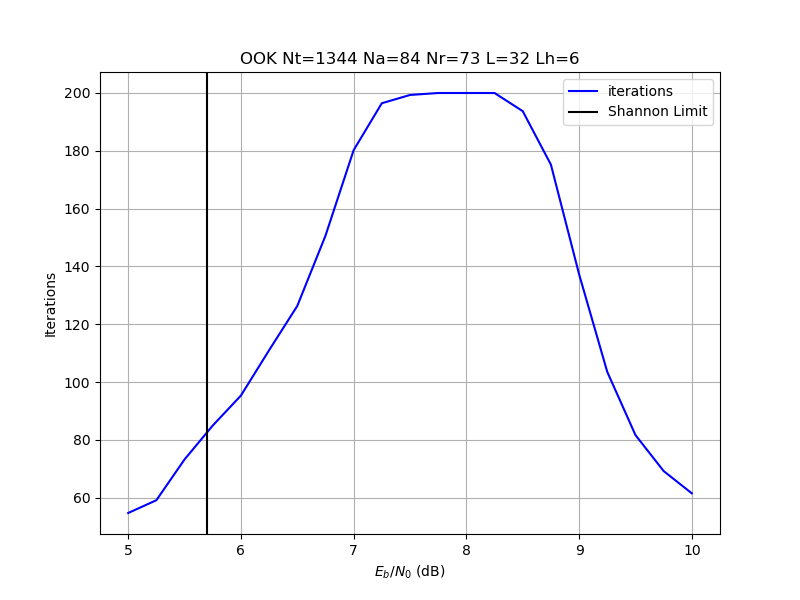 OOK Nt=1344 Na=84 Nr=73 L=32 Lh=6
iterations
Shannon Limit
200
180
160
140
120
100
80
60
Iterations
5 6 7 8 9 10
E_b/N_0 (dB)